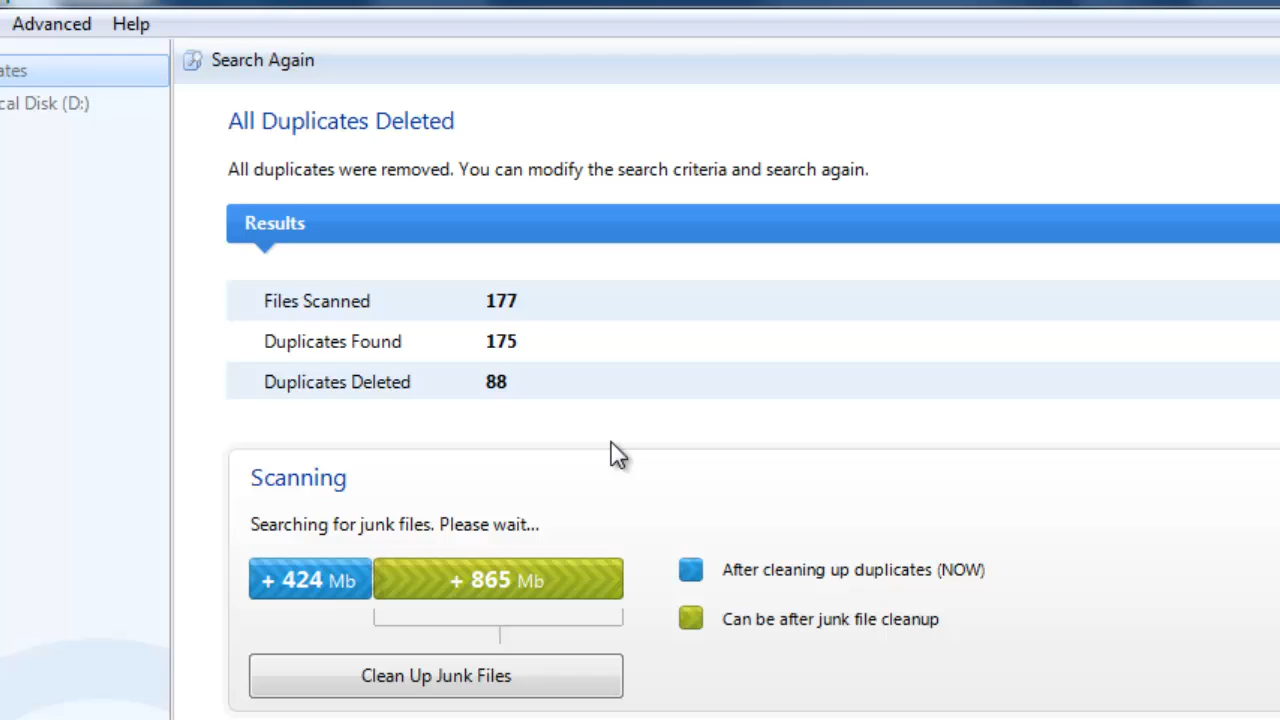 Advanced Help
ates
Search Again
cal Disk (D:)
All Duplicates Deleted
All duplicates were removed. You can modify the search criteria and search again.
Results
Files Scanned 177
Duplicates Found 175
Duplicates Deleted 88
Scanning
Searching for junk files. Please wait...
+ 424 Mb + 865 Mb
After cleaning up duplicates (NOW)
Can be after junk file cleanup
Clean Up Junk Files